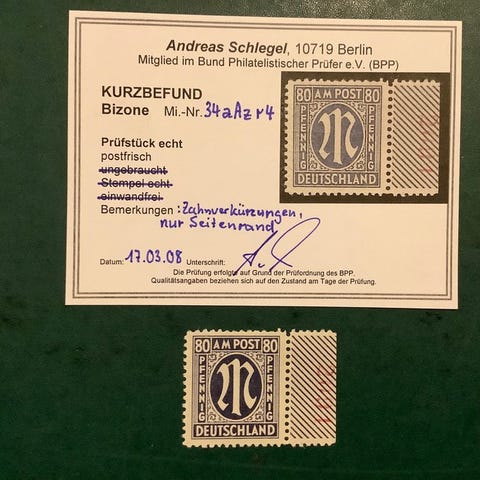 Andreas Schlegel, 10719 Berlin
Mitglied im Bund Philatelistischer Prüfer e.V. (BPP)
KURZBEFUND
Bizone Mi.-Nr. 34aAzr4
Prüfstück echt
postfrisch
ungebraucht
Stempel echt
einwandfrei
Bemerkungen : Zahnverkürzungen,
nur Seitenrand
Datum: 17.03.08 Unterschrift:
Die Prüfung erfolgte auf Grund der Prüfordnung des BPP.
Qualitätsangaben beziehen sich auf den Zustand am Tage der Prüfung.
80 AM POST 80
PFENNIG M PFENNIG
DEUTSCHLAND
80 AM POST 80
PFENNIG M PFENNIG
DEUTSCHLAND